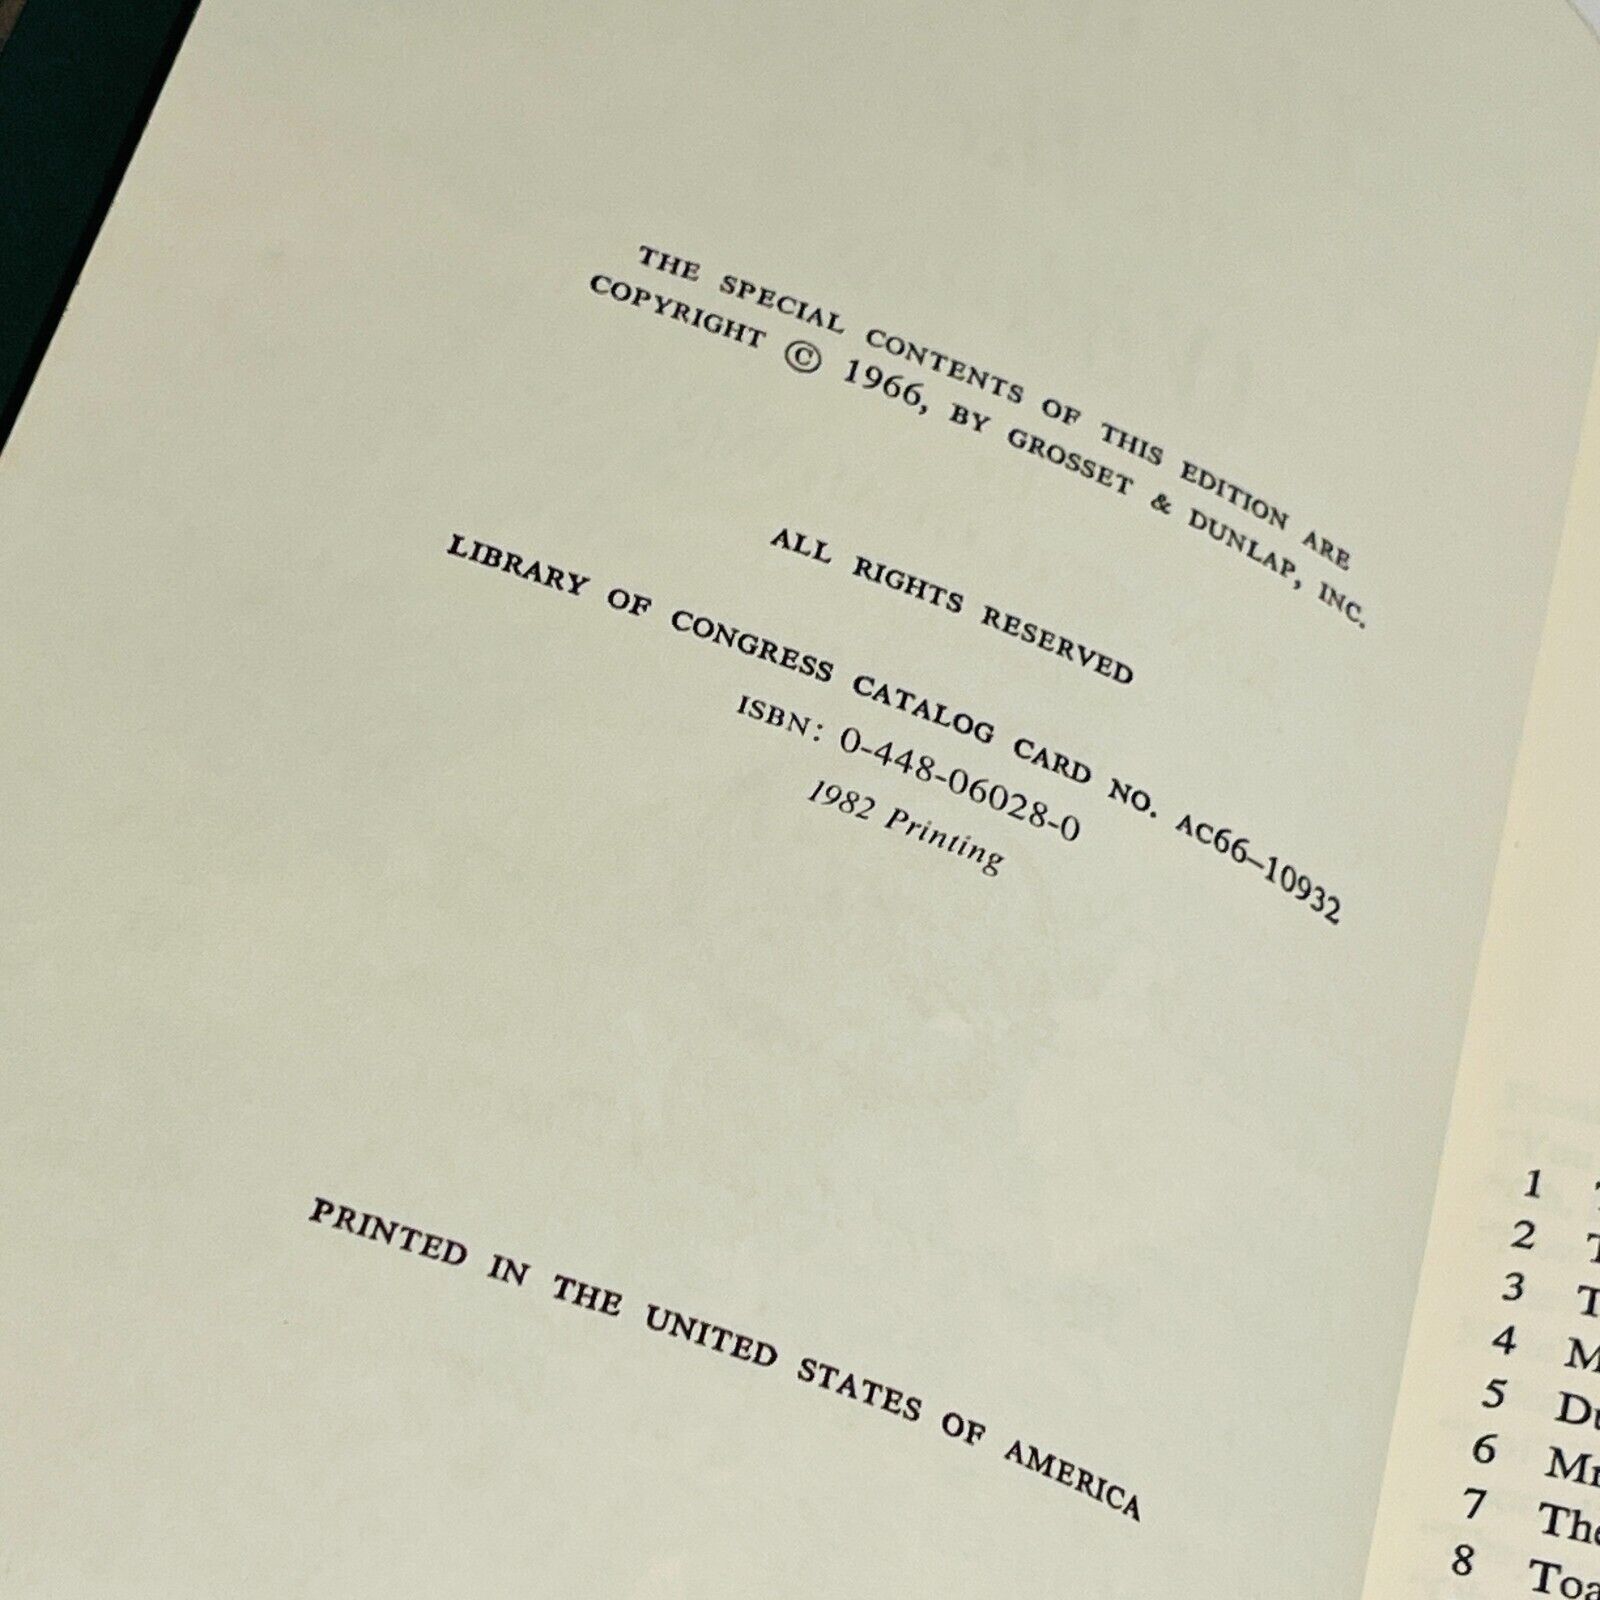 THE SPECIAL CONTENTS OF THIS EDITION ARE
COPYRIGHT © 1966, BY GROSSET & DUNLAP, INC.
ALL RIGHTS RESERVED
LIBRARY OF CONGRESS CATALOG CARD NO. AC66–10932
ISBN: 0-448-06028-0
1982 Printing
PRINTED IN THE UNITED STATES OF AMERICA
1
2
3
4
5
6
7 The
8